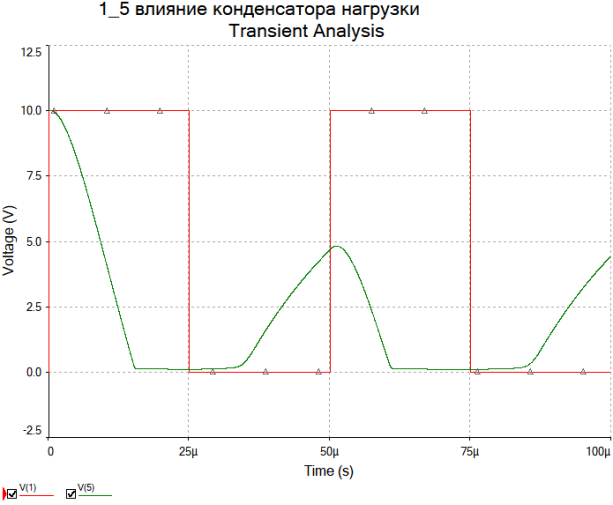 1_5 влияние конденсатора нагрузки
Transient Analysis
12.5
10.0
7.5
5.0
2.5
0.0
-2.5
Voltage (V)
0 25µ 50µ 75µ 100µ
Time (s)
V(1) V(5)